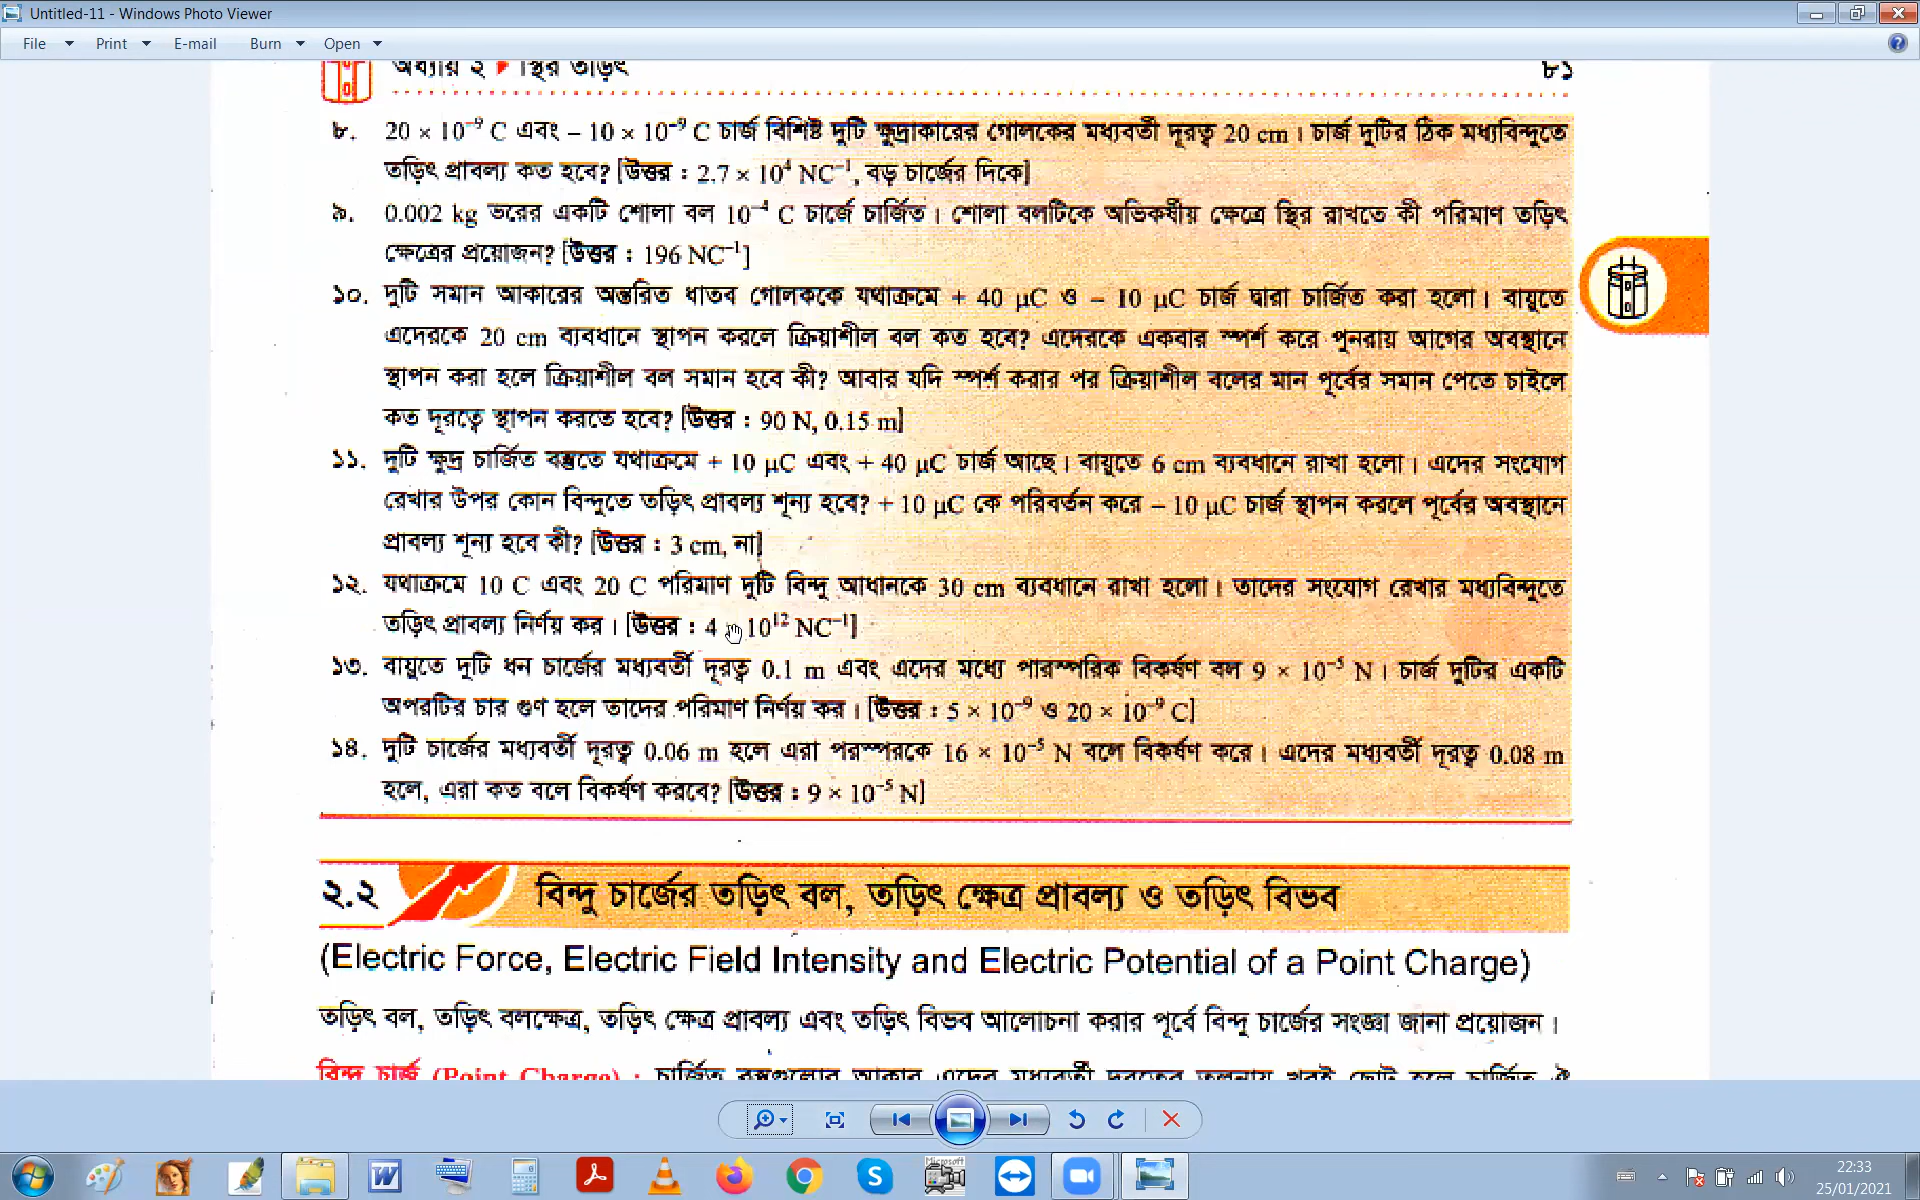 Untitled-11 - Windows Photo Viewer
File Print E-mail Burn Open
অধ্যায় ২ স্থির তড়িৎ ৮১
৮. 20 × 10⁻⁹ C এবং – 10 × 10⁻⁹ C চার্জ বিশিষ্ট দুটি ক্ষুদ্রাকারের গোলকের মধ্যবর্তী দূরত্ব 20 cm। চার্জ দুটির ঠিক মধ্যবিন্দুতে
তড়িৎ প্রাবল্য কত হবে? [উত্তর : 2.7 × 10⁴ NC⁻¹, বড় চার্জের দিকে]
৯. 0.002 kg ভরের একটি শোলা বল 10⁻⁴ C চার্জে চার্জিত। শোলা বলটিকে অভিকর্ষীয় ক্ষেত্রে স্থির রাখতে কী পরিমাণ তড়িৎ
ক্ষেত্রের প্রয়োজন? [উত্তর : 196 NC⁻¹]
১০. দুটি সমান আকারের অন্তরিত ধাতব গোলককে যথাক্রমে + 40 μC ও – 10 μC চার্জ দ্বারা চার্জিত করা হলো। বায়ুতে
এদেরকে 20 cm ব্যবধানে স্থাপন করলে ক্রিয়াশীল বল কত হবে? এদেরকে একবার স্পর্শ করে পুনরায় আগের অবস্থানে
স্থাপন করা হলে ক্রিয়াশীল বল সমান হবে কী? আবার যদি স্পর্শ করার পর ক্রিয়াশীল বলের মান পূর্বের সমান পেতে চাইলে
কত দূরত্বে স্থাপন করতে হবে? [উত্তর : 90 N, 0.15 m]
১১. দুটি ক্ষুদ্র চার্জিত বস্তুতে যথাক্রমে + 10 μC এবং + 40 μC চার্জ আছে। বায়ুতে 6 cm ব্যবধানে রাখা হলো। এদের সংযোগ
রেখার উপর কোন বিন্দুতে তড়িৎ প্রাবল্য শূন্য হবে? + 10 μC কে পরিবর্তন করে – 10 μC চার্জ স্থাপন করলে পূর্বের অবস্থানে
প্রাবল্য শূন্য হবে কী? [উত্তর : 3 cm, না]
১২. যথাক্রমে 10 C এবং 20 C পরিমাণ দুটি বিন্দু আধানকে 30 cm ব্যবধানে রাখা হলো। তাদের সংযোগ রেখার মধ্যবিন্দুতে
তড়িৎ প্রাবল্য নির্ণয় কর। [উত্তর : 4 10¹² NC⁻¹]
১৩. বায়ুতে দুটি ধন চার্জের মধ্যবর্তী দূরত্ব 0.1 m এবং এদের মধ্যে পারস্পরিক বিকর্ষণ বল 9 × 10⁻⁵ N। চার্জ দুটির একটি
অপরটির চার গুণ হলে তাদের পরিমাণ নির্ণয় কর। [উত্তর : 5 × 10⁻⁹ ও 20 × 10⁻⁹ C]
১৪. দুটি চার্জের মধ্যবর্তী দূরত্ব 0.06 m হলে এরা পরস্পরকে 16 × 10⁻⁵ N বলে বিকর্ষণ করে। এদের মধ্যবর্তী দূরত্ব 0.08 m
হলে, এরা কত বলে বিকর্ষণ করবে? [উত্তর : 9 × 10⁻⁵ N]
২.২ বিন্দু চার্জের তড়িৎ বল, তড়িৎ ক্ষেত্র প্রাবল্য ও তড়িৎ বিভব
(Electric Force, Electric Field Intensity and Electric Potential of a Point Charge)
তড়িৎ বল, তড়িৎ বলক্ষেত্র, তড়িৎ ক্ষেত্র প্রাবল্য এবং তড়িৎ বিভব আলোচনা করার পূর্বে বিন্দু চার্জের সংজ্ঞা জানা প্রয়োজন।
বিন্দু চার্জ (Point Charge) : চার্জিত বস্তুগুলোর আকার এদের মধ্যবর্তী দূরত্বের তুলনায় খুবই ছোট হলে চার্জিত ঐ
22:33
25/01/2021